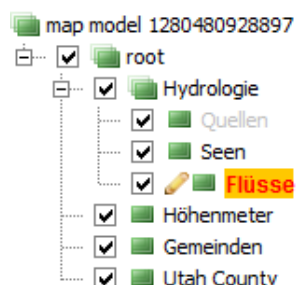 map model 1280480928897
root
Hydrologie
Quellen
Seen
Flüsse
Höhenmeter
Gemeinden
Utah County